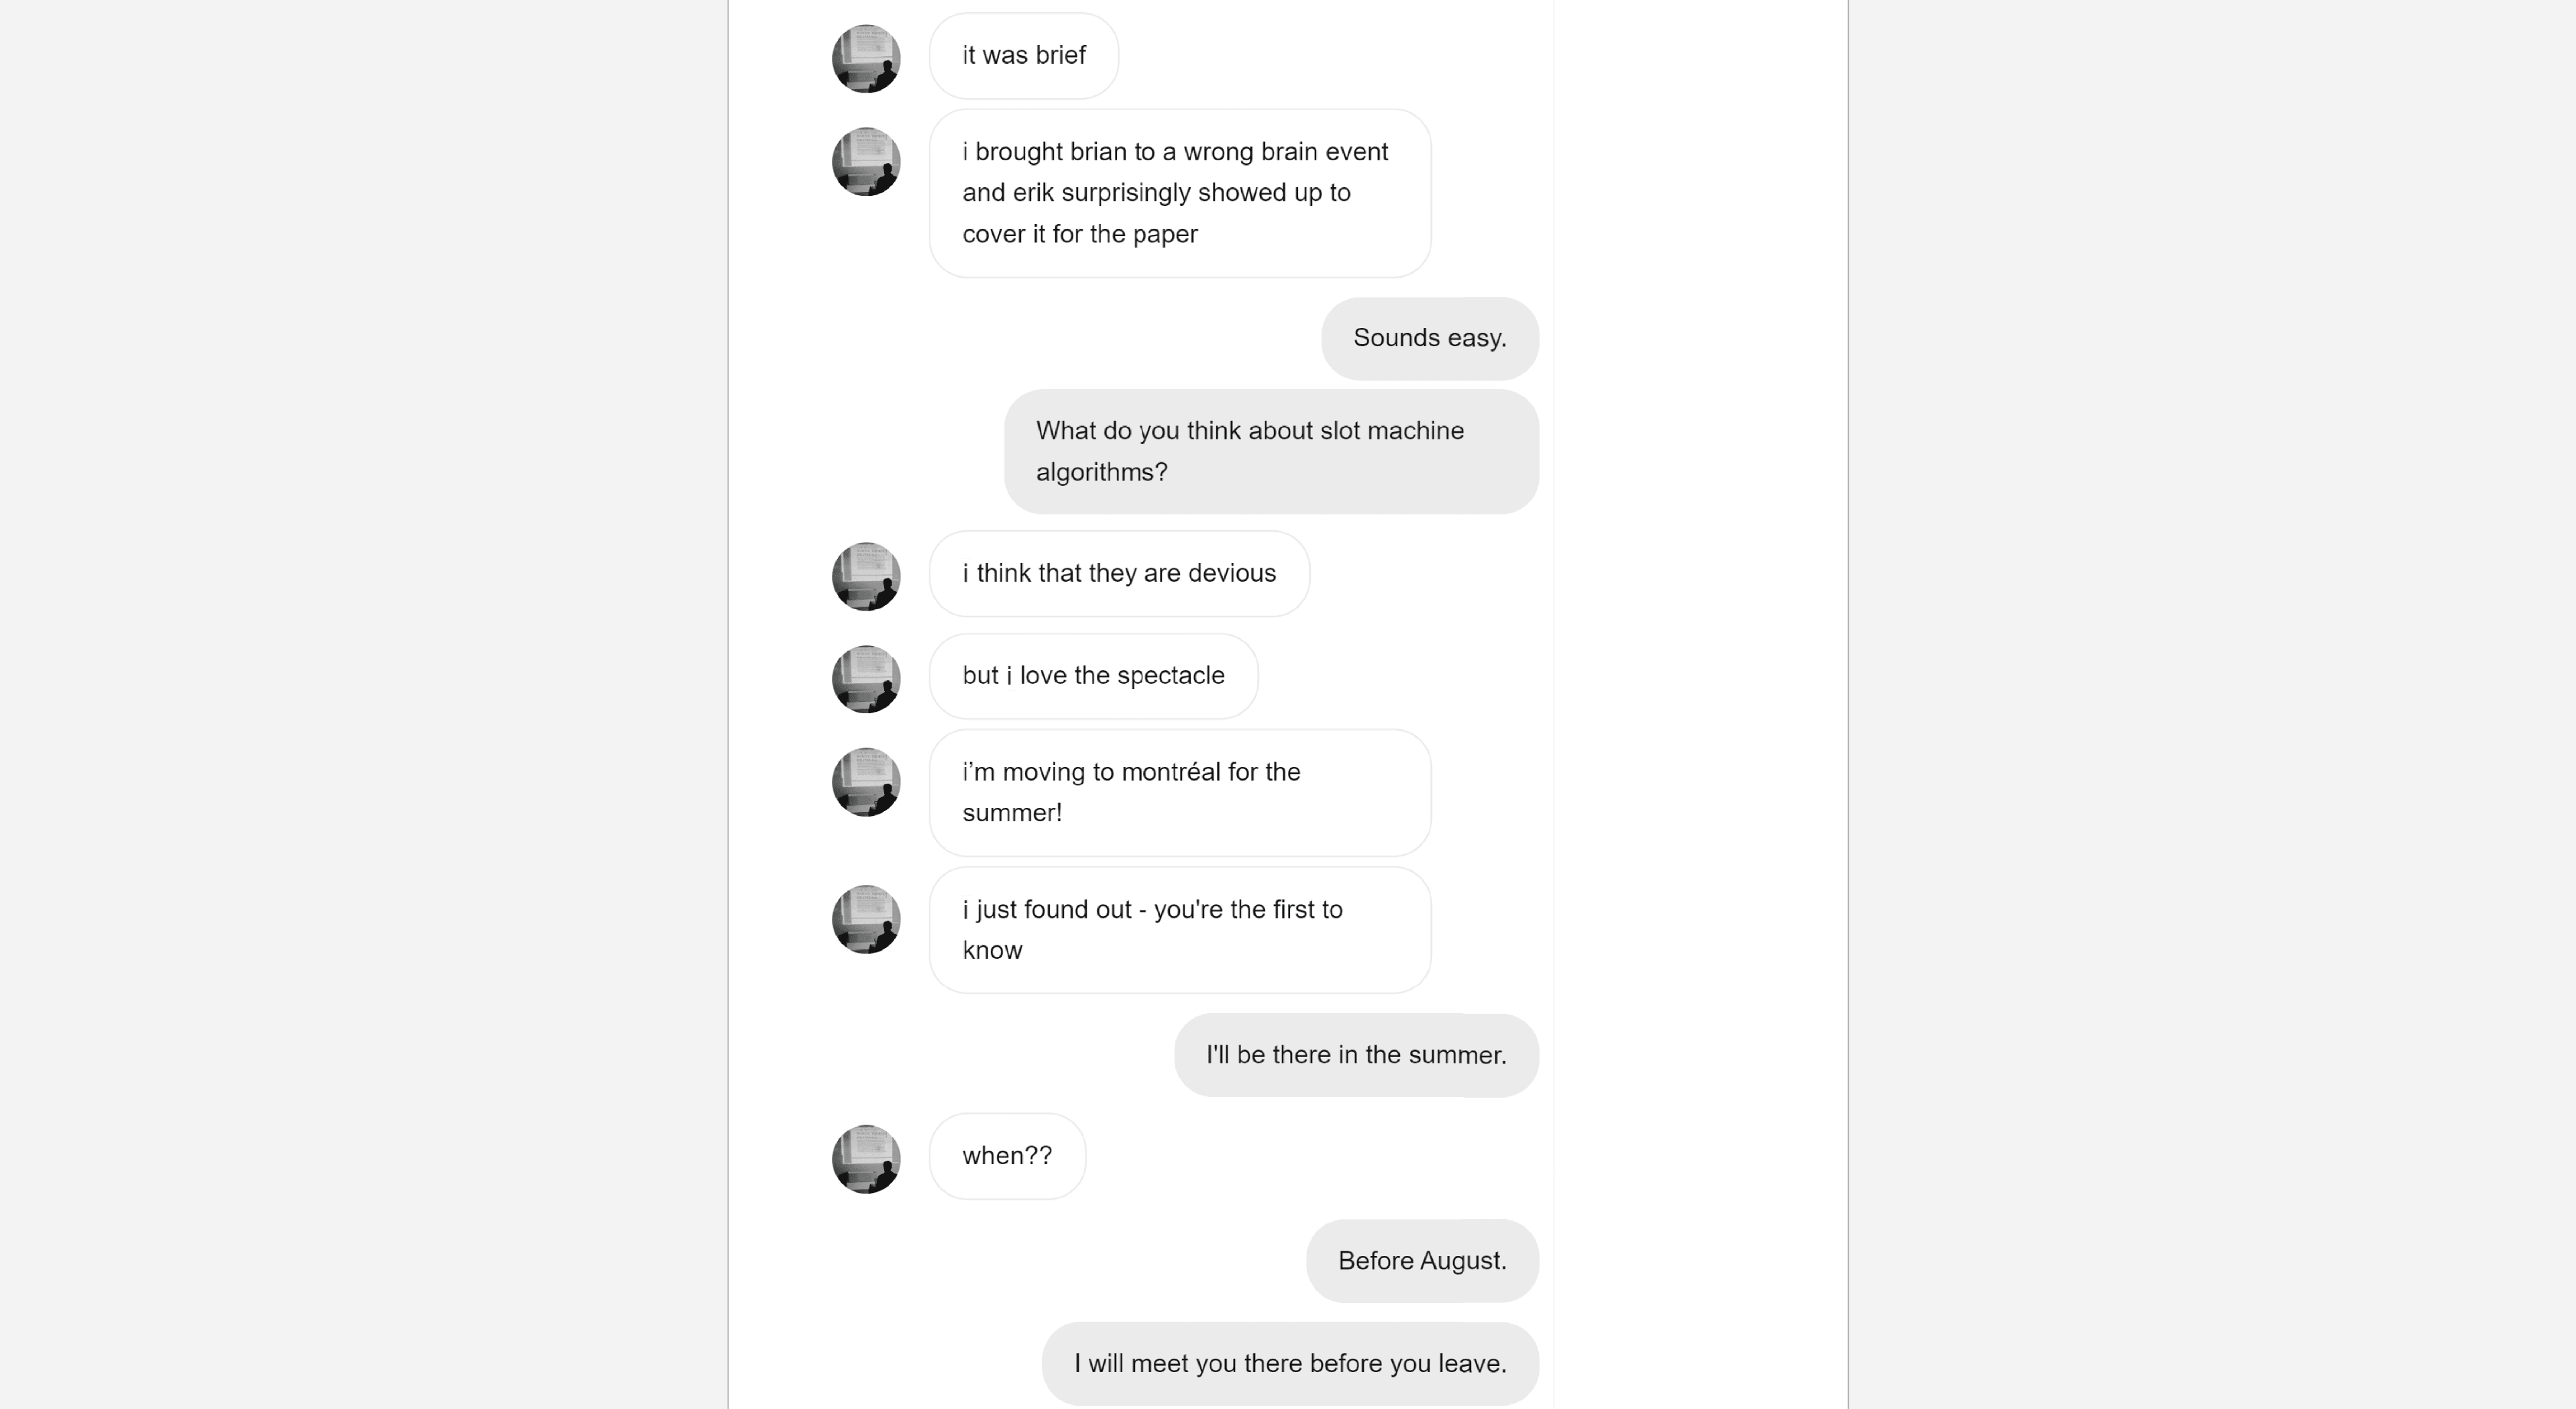 it was brief
i brought brian to a wrong brain event
and erik surprisingly showed up to
cover it for the paper
Sounds easy.
What do you think about slot machine
algorithms?
i think that they are devious
but i love the spectacle
i’m moving to montréal for the
summer!
i just found out - you're the first to
know
I'll be there in the summer.
when??
Before August.
I will meet you there before you leave.